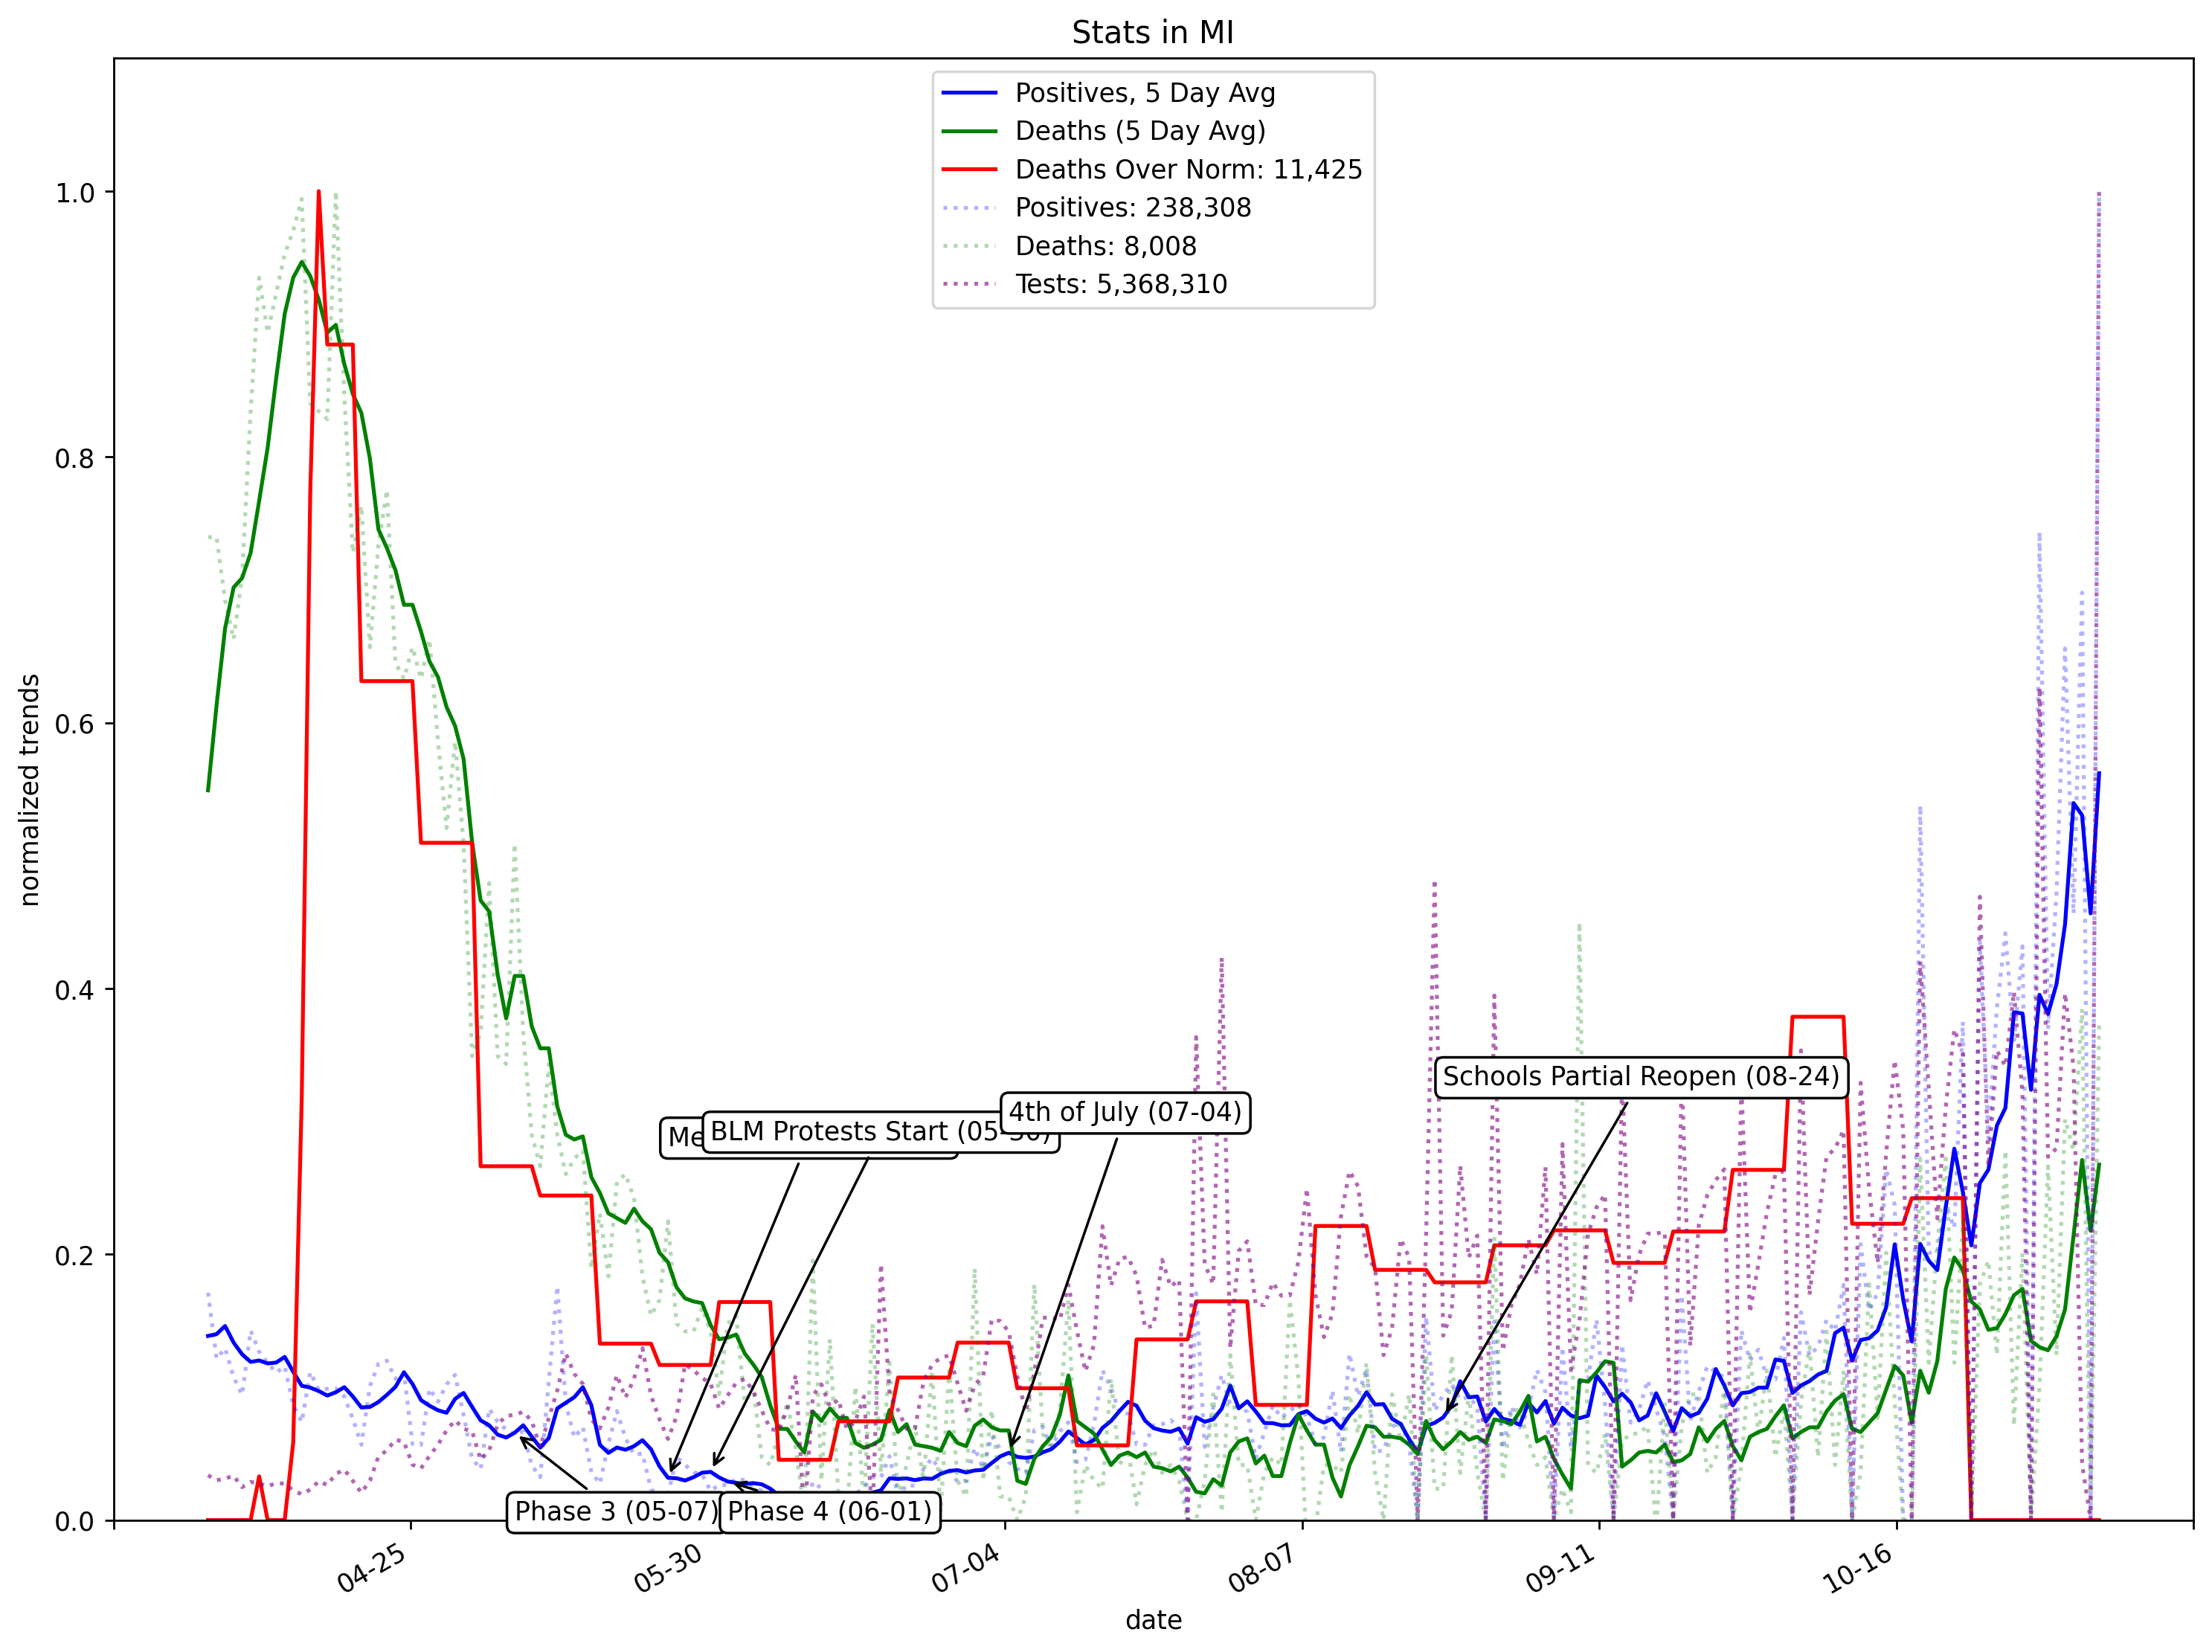 Stats in MI
Positives, 5 Day Avg
Deaths (5 Day Avg)
Deaths Over Norm: 11,425
Positives: 238,308
Deaths: 8,008
Tests: 5,368,310
normalized trends
1.0
0.8
0.6
0.4
0.2
0.0
Schools Partial Reopen (08-24)
4th of July (07-04)
BLM Protests Start
Phase 3 (05-07)
Phase 4 (06-01)
04-25
05-30
07-04
08-07
09-11
10-16
date